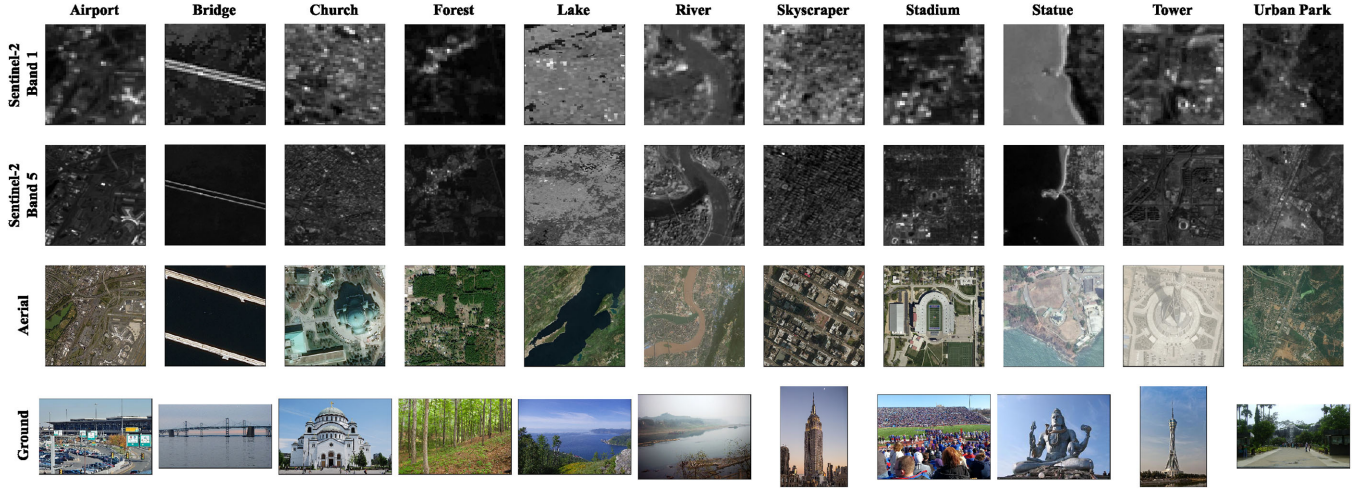 Airport Bridge Church Forest Lake River Skyscraper Stadium Statue Tower Urban Park
Sentinel-2
Band 1
Sentinel-2
Band 5
Aerial
Ground